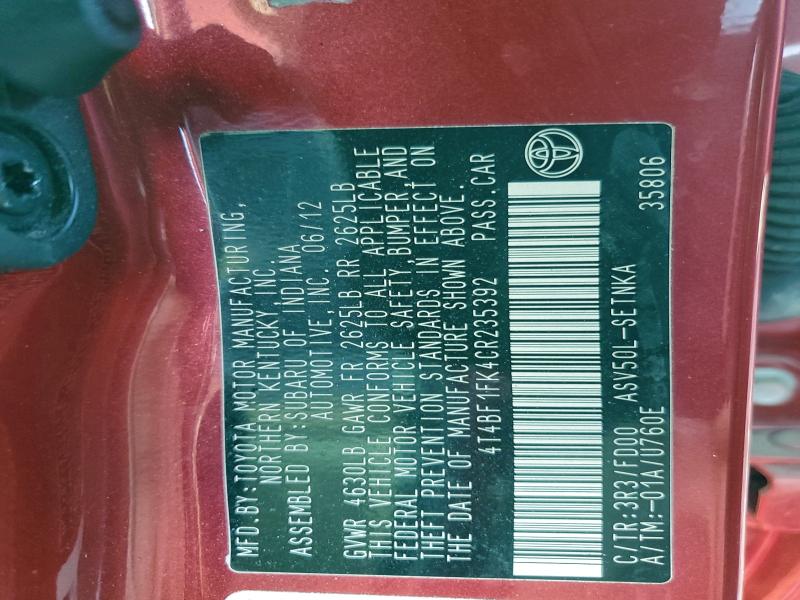 MFD.BY:TOYOTA MOTOR MANUFACTURING,
NORTHERN KENTUCKY,INC.
ASSEMBLED BY:SUBARU OF INDIANA
AUTOMOTIVE,INC. 06/12
GVWR 4630LB GAWR FR 2625LB RR 2625LB
THIS VEHICLE CONFORMS TO ALL APPLICABLE
FEDERAL MOTOR VEHICLE SAFETY,BUMPER,AND
THEFT PREVENTION STANDARDS IN EFFECT ON
THE DATE OF MANUFACTURE SHOWN ABOVE.
4T4BF1FK4CR235392 PASS.CAR
C/TR:3R3/FD00 ASV50L-SETNKA 35806
A/TM:-01A/U760E